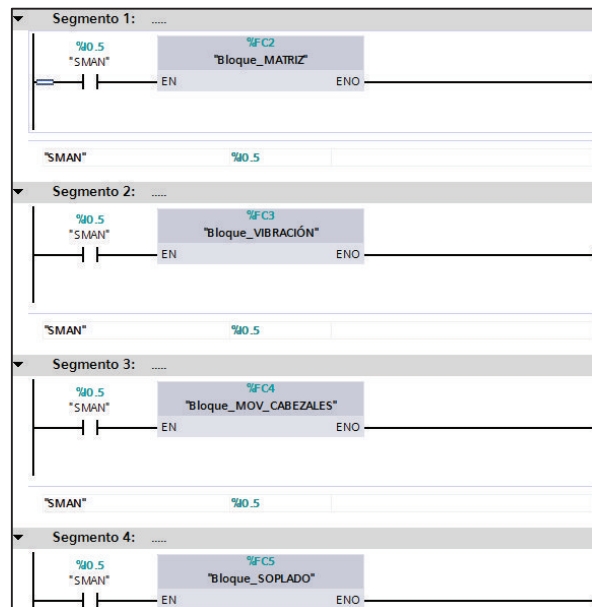 Segmento 1: .....
%I0.5
"SMAN"
%FC2
"Bloque_MATRIZ"
EN ENO
"SMAN" %I0.5
Segmento 2: .....
%I0.5
"SMAN"
%FC3
"Bloque_VIBRACIÓN"
EN ENO
"SMAN" %I0.5
Segmento 3: .....
%I0.5
"SMAN"
%FC4
"Bloque_MOV_CABEZALES"
EN ENO
"SMAN" %I0.5
Segmento 4: .....
%I0.5
"SMAN"
%FC5
"Bloque_SOPLADO"
EN ENO